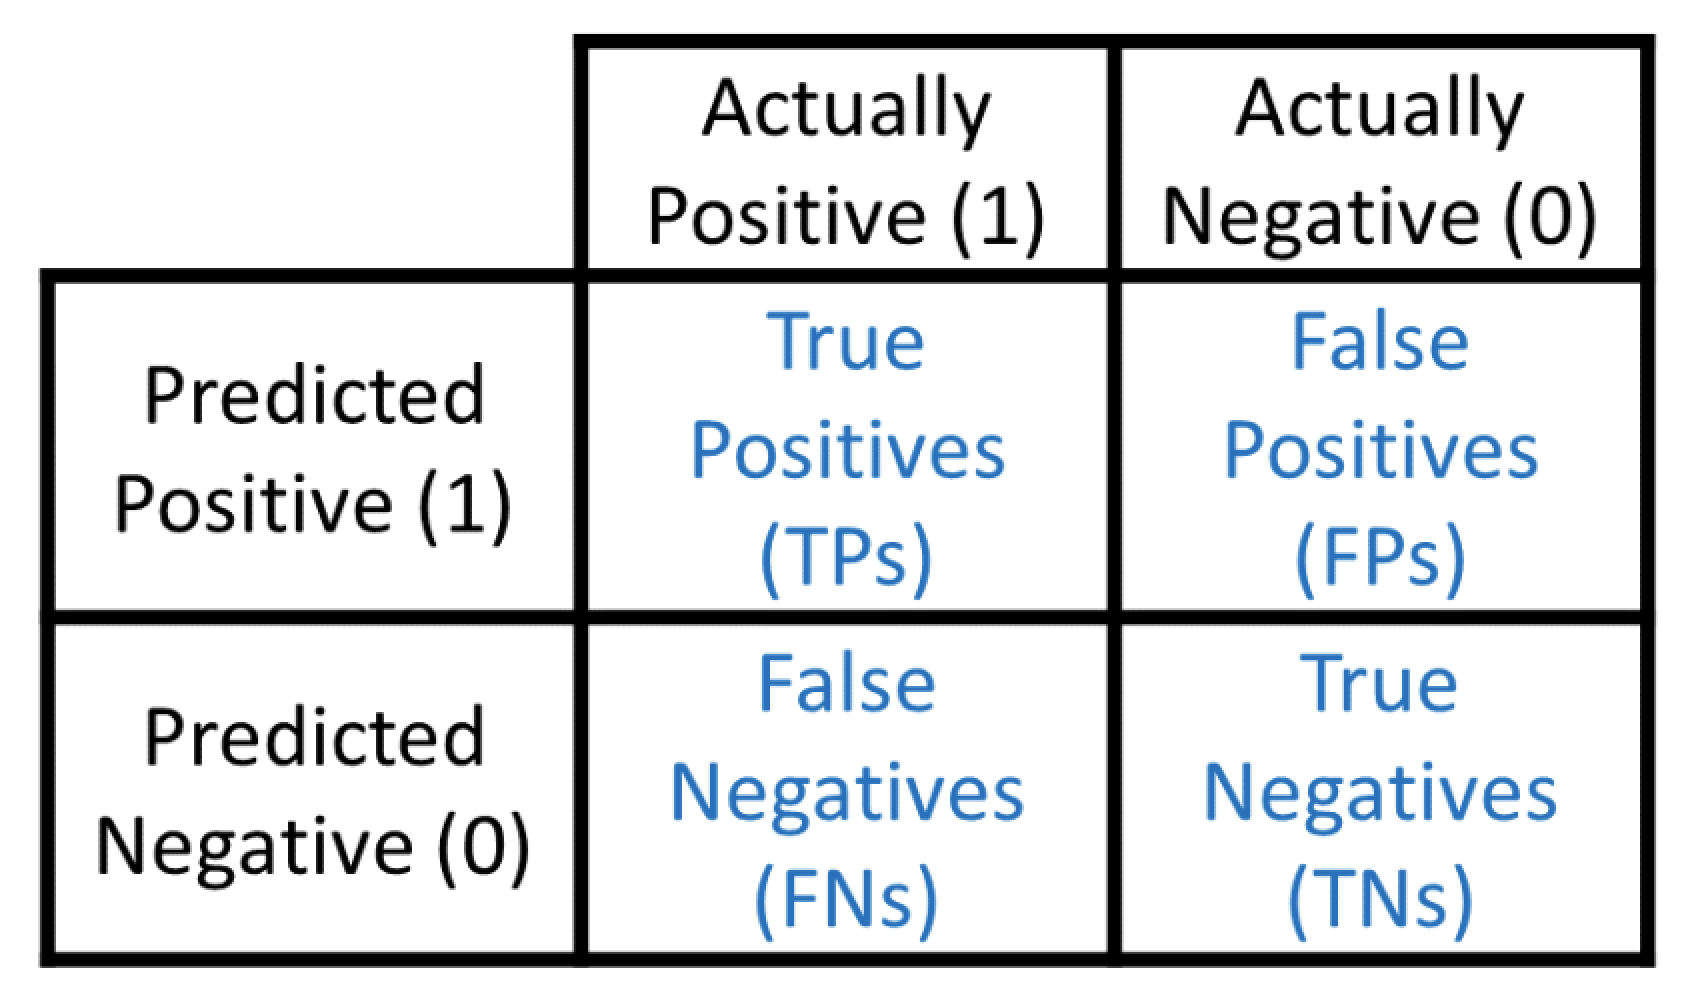 Actually
Positive (1)
Actually
Negative (0)
Predicted
Positive (1)
True
Positives
(TPs)
False
Positives
(FPs)
Predicted
Negative (0)
False
Negatives
(FNs)
True
Negatives
(TNs)